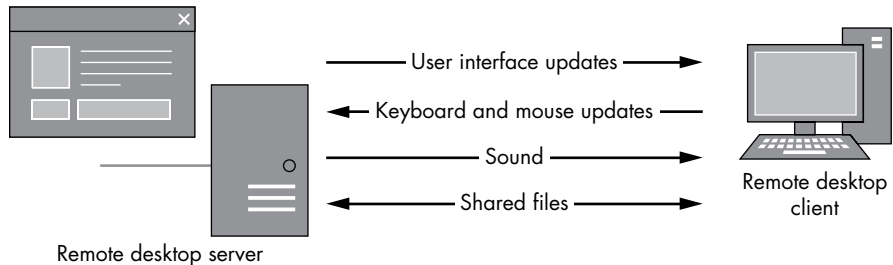 User interface updates
Keyboard and mouse updates
Sound
Shared files
Remote desktop server
Remote desktop
client